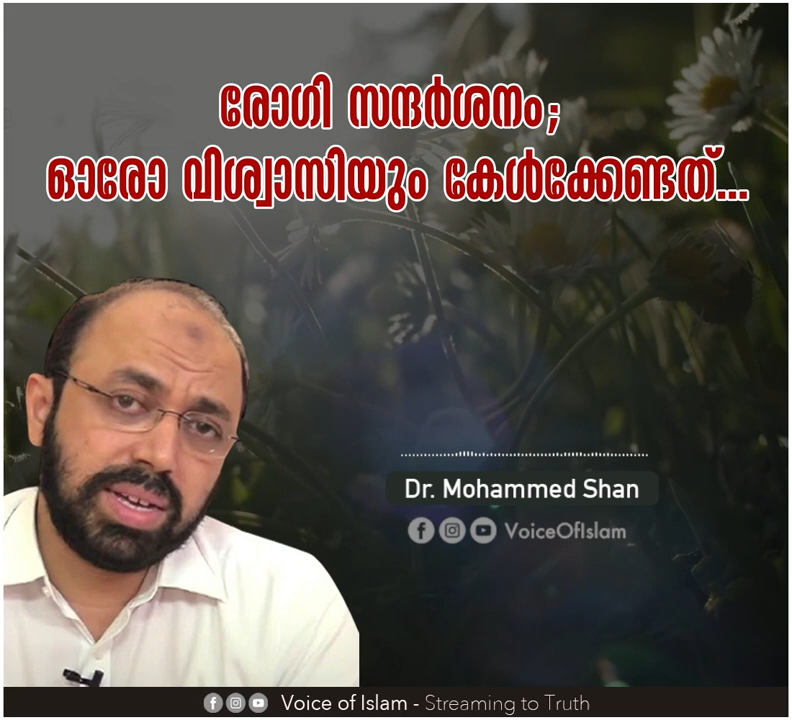 രോഗി സന്ദർശനം;
ഓരോ വിശ്വാസിയും കേൾക്കേണ്ടത്...
Dr. Mohammed Shan
VoiceOfIslam
Voice of Islam - Streaming to Truth